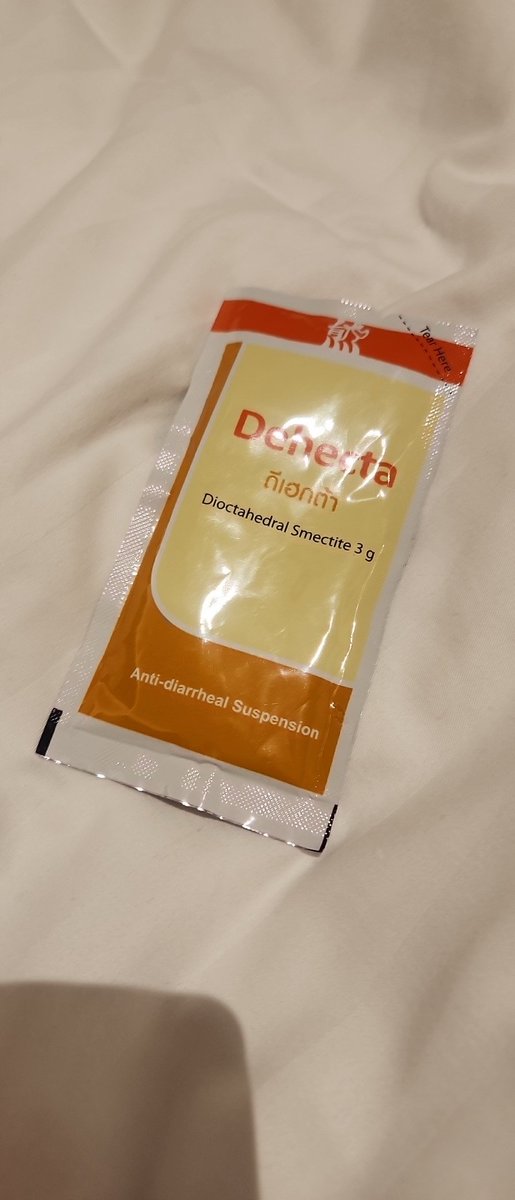 Tear Here
Dehecta
ดีเฮกต้า
Dioctahedral Smectite 3 g
Anti-diarrheal Suspension